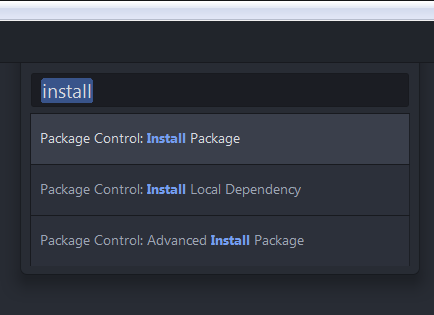 install
Package Control: Install Package
Package Control: Install Local Dependency
Package Control: Advanced Install Package